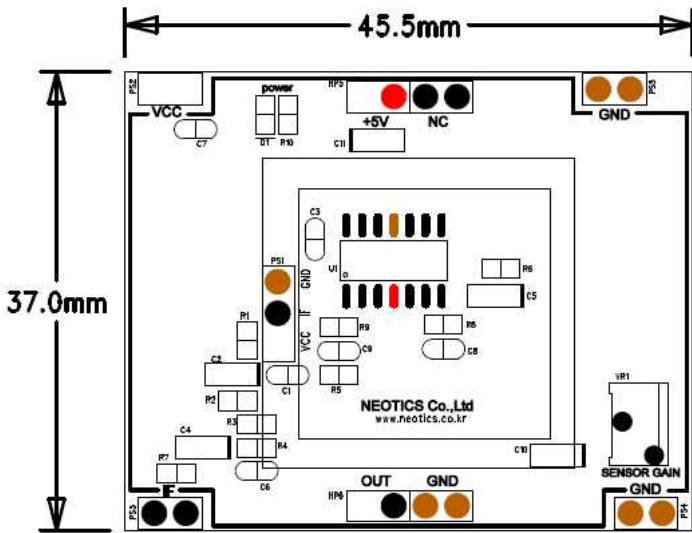 45.5mm
PS2
VCC
power
HP5
+5V
NC
PS3
GND
C7
D1
R10
C11
C3
PS1
GND
IF
VCC
U1
R6
C5
37.0mm
R1
R9
R8
C2
C9
C8
C1
R5
R2
VR1
NEOTICS Co.,Ltd
www.neotics.co.kr
R3
C4
R4
C10
R7
C6
SENSOR GAIN
IF
OUT
GND
GND
PS5
HP6
PS4